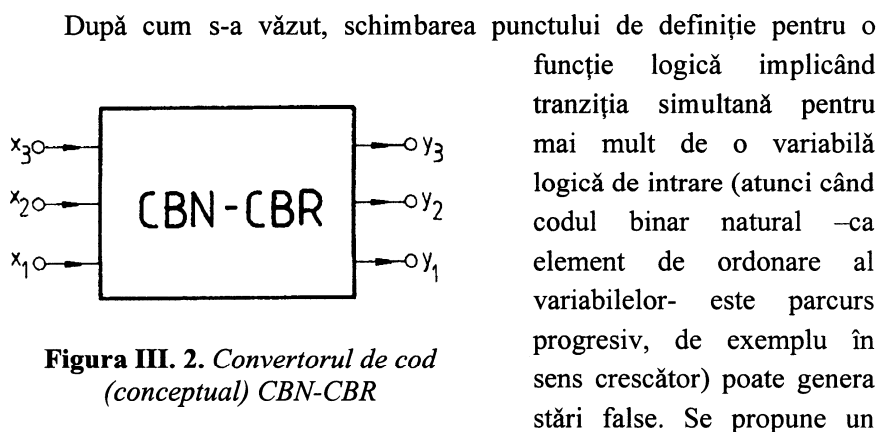 După cum s-a văzut, schimbarea punctului de definiție pentru o
funcție logică implicând
tranziția simultană pentru
mai mult de o variabilă
logică de intrare (atunci când
codul binar natural –ca
element de ordonare al
variabilelor- este parcurs
progresiv, de exemplu în
sens crescător) poate genera
stări false. Se propune un
x3 y3
x2 CBN-CBR y2
x1 y1
Figura III. 2. Convertorul de cod
(conceptual) CBN-CBR